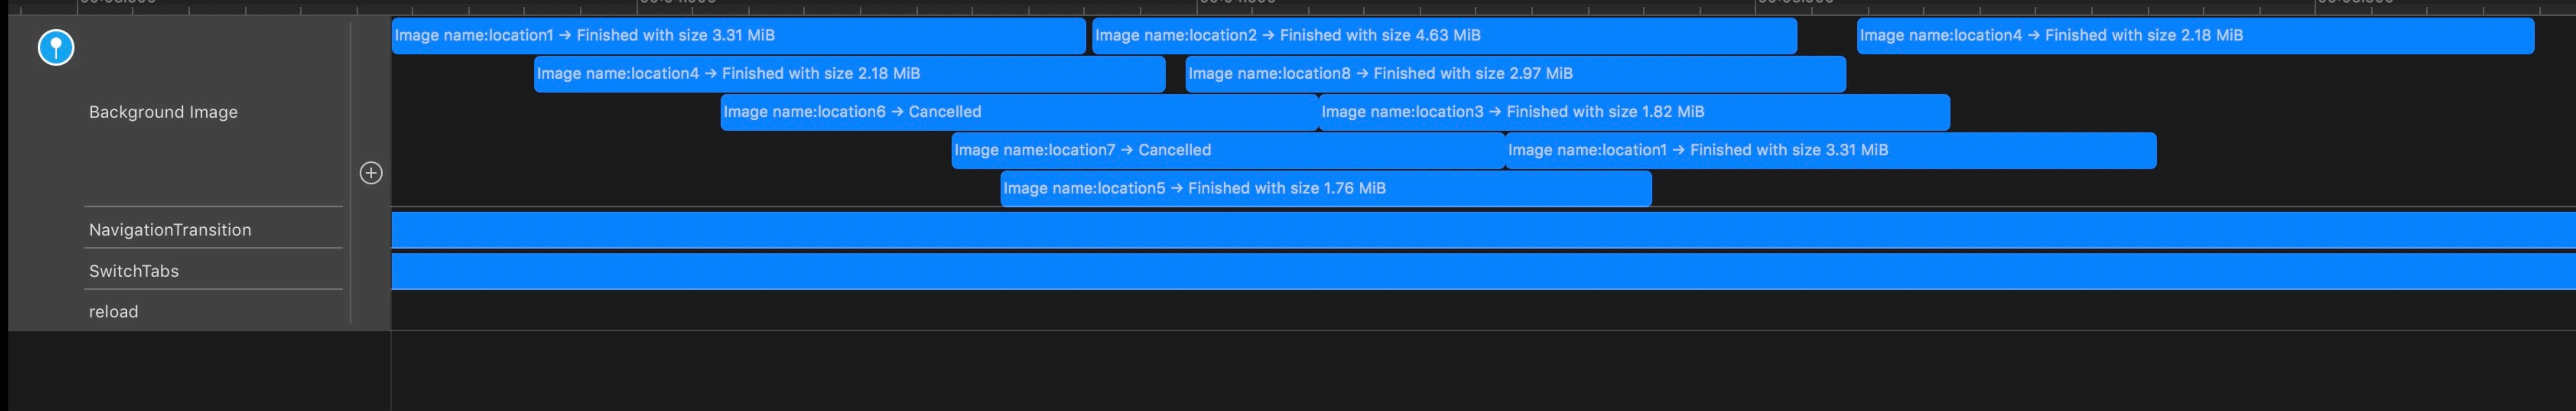 Image name:location1 → Finished with size 3.31 MiB
Image name:location2 → Finished with size 4.63 MiB
Image name:location4 → Finished with size 2.18 MiB
Image name:location4 → Finished with size 2.18 MiB
Image name:location8 → Finished with size 2.97 MiB
Background Image
Image name:location6 → Cancelled
Image name:location3 → Finished with size 1.82 MiB
Image name:location7 → Cancelled
Image name:location1 → Finished with size 3.31 MiB
Image name:location5 → Finished with size 1.76 MiB
NavigationTransition
SwitchTabs
reload